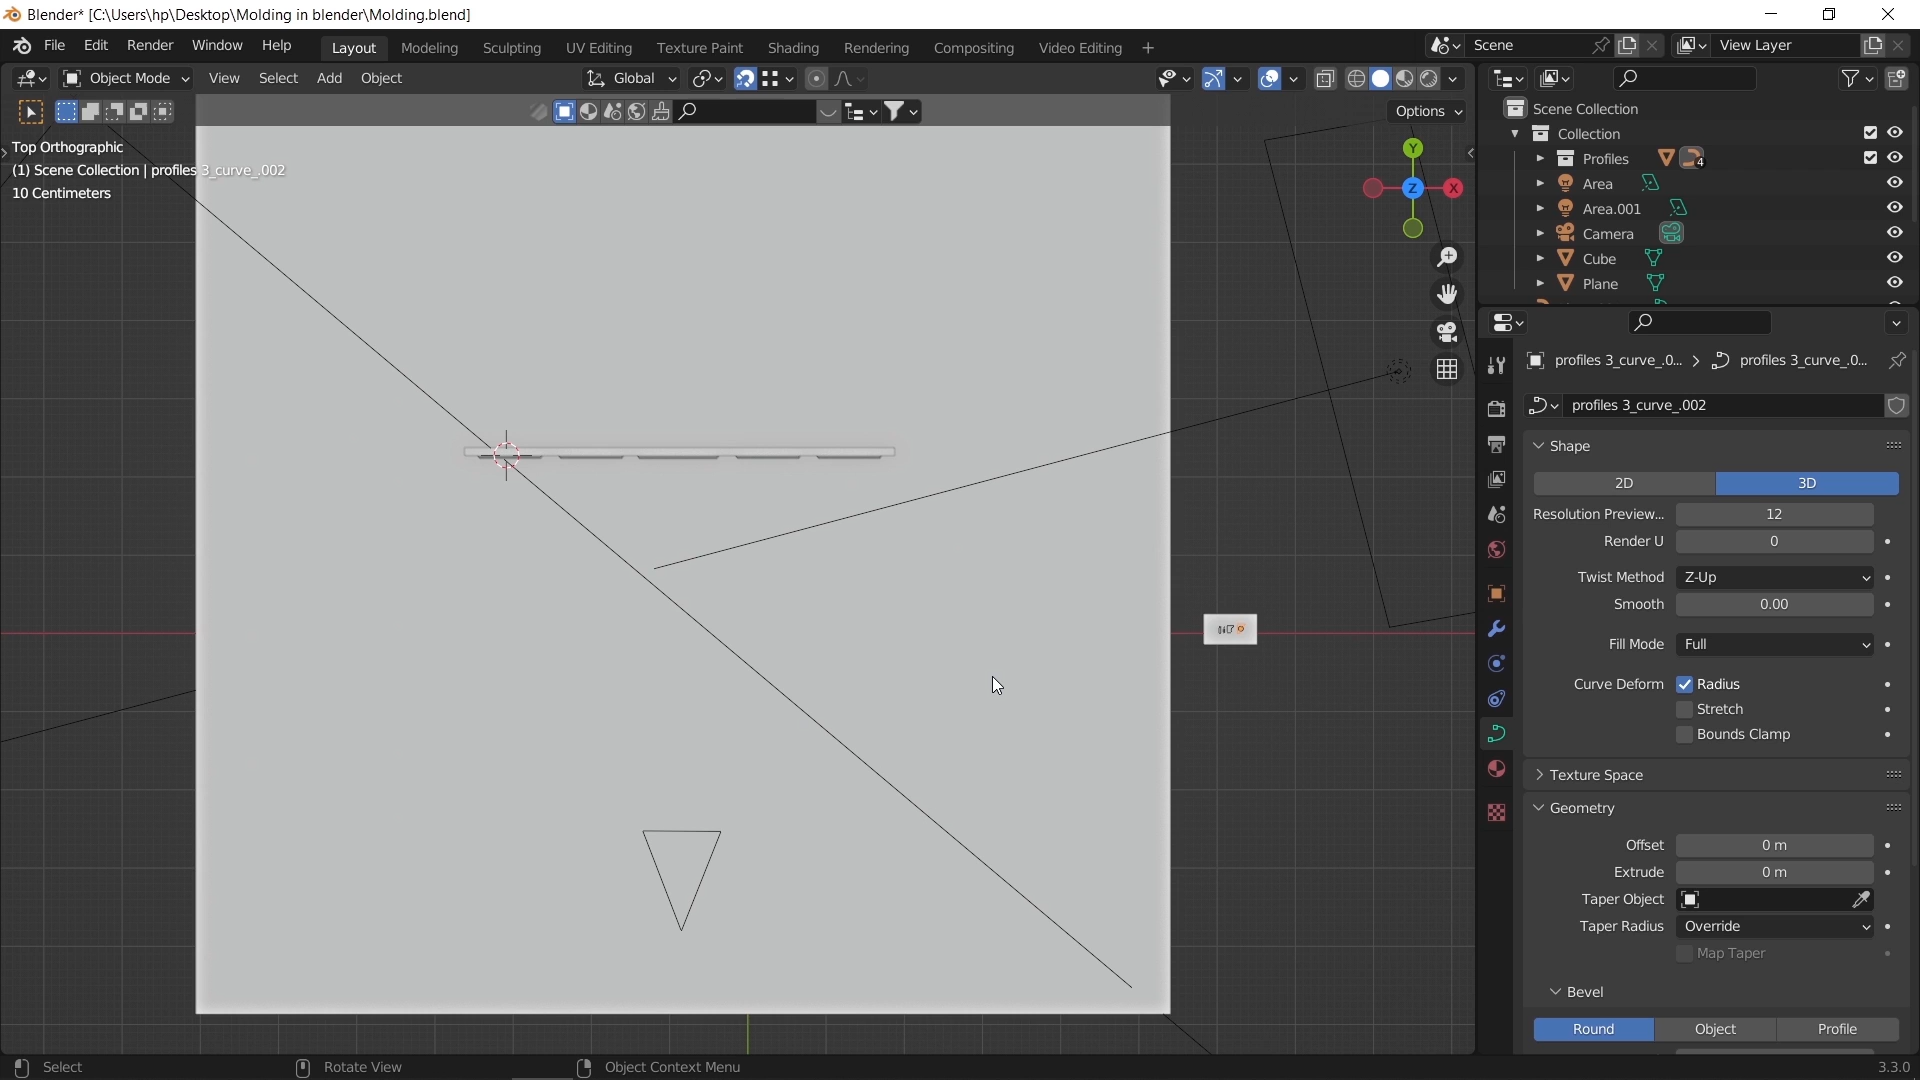 Blender* [C:\Users\hp\Desktop\Molding in blender\Molding.blend]
File Edit Render Window Help
Layout Modeling Sculpting UV Editing Texture Paint Shading Rendering Compositing Video Editing +
Scene
View Layer
Object Mode View Select Add Object
Global
Options
Top Orthographic
(1) Scene Collection | profiles 3_curve_.002
10 Centimeters
Y
Z
X
Scene Collection
Collection
Profiles 4
Area
Area.001
Camera
Cube
Plane
profiles 3_curve_.0... > profiles 3_curve_.0...
profiles 3_curve_.002
Shape
2D 3D
Resolution Preview... 12
Render U 0
Twist Method Z-Up
Smooth 0.00
Fill Mode Full
Curve Deform Radius
Stretch
Bounds Clamp
Texture Space
Geometry
Offset 0 m
Extrude 0 m
Taper Object
Taper Radius Override
Map Taper
Bevel
Round Object Profile
Select Rotate View Object Context Menu 3.3.0